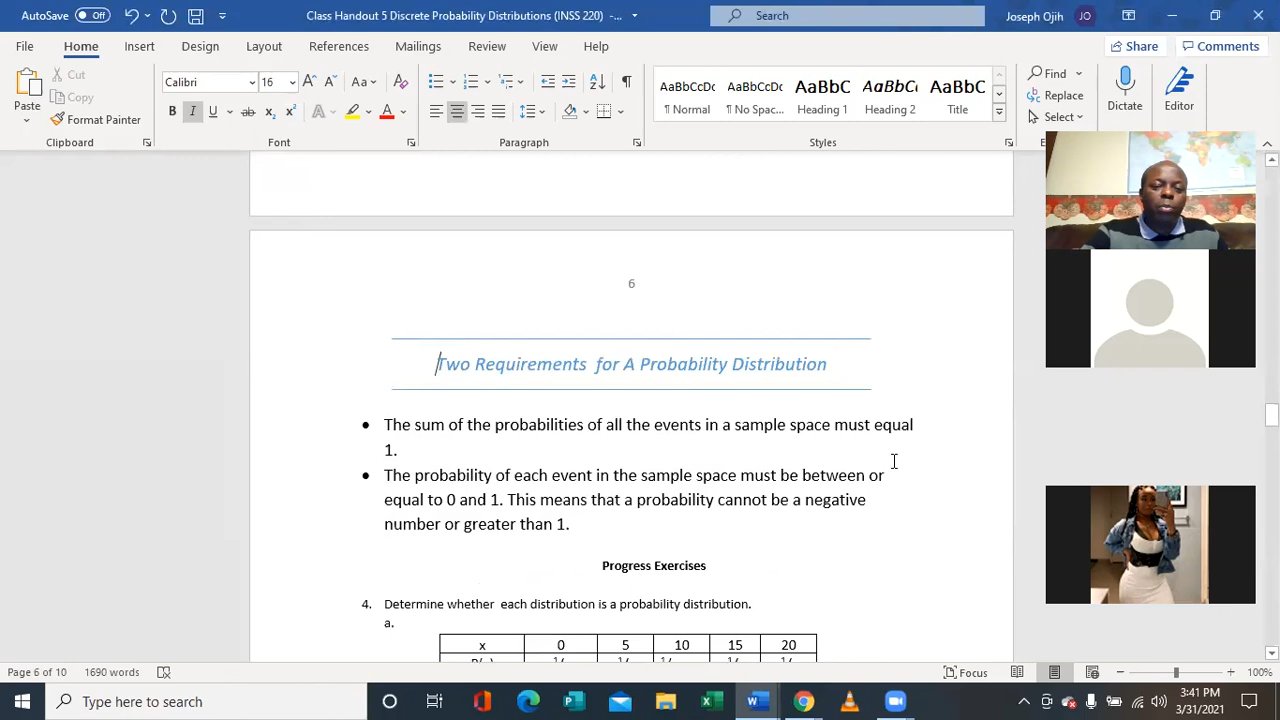 AutoSave Off Class Handout 5 Discrete Probability Distributions (INSS 220) -... Search Joseph Ojih JO
File Home Insert Design Layout References Mailings Review View Help Share Comments
Paste Cut Copy Format Painter
Calibri 16 Aa
B I U ab x₂ x² A A
AaBbCcDc AaBbCcDc AaBbC AaBbCc AaBbC
¶ Normal ¶ No Spac... Heading 1 Heading 2 Title
Find Replace Select Dictate Editor
Clipboard Font Paragraph Styles
6
Two Requirements for A Probability Distribution
• The sum of the probabilities of all the events in a sample space must equal
1.
• The probability of each event in the sample space must be between or
equal to 0 and 1. This means that a probability cannot be a negative
number or greater than 1.
Progress Exercises
4. Determine whether each distribution is a probability distribution.
a.
x 0 5 10 15 20
Page 6 of 10 1690 words Focus 100%
Type here to search 3:41 PM
3/31/2021